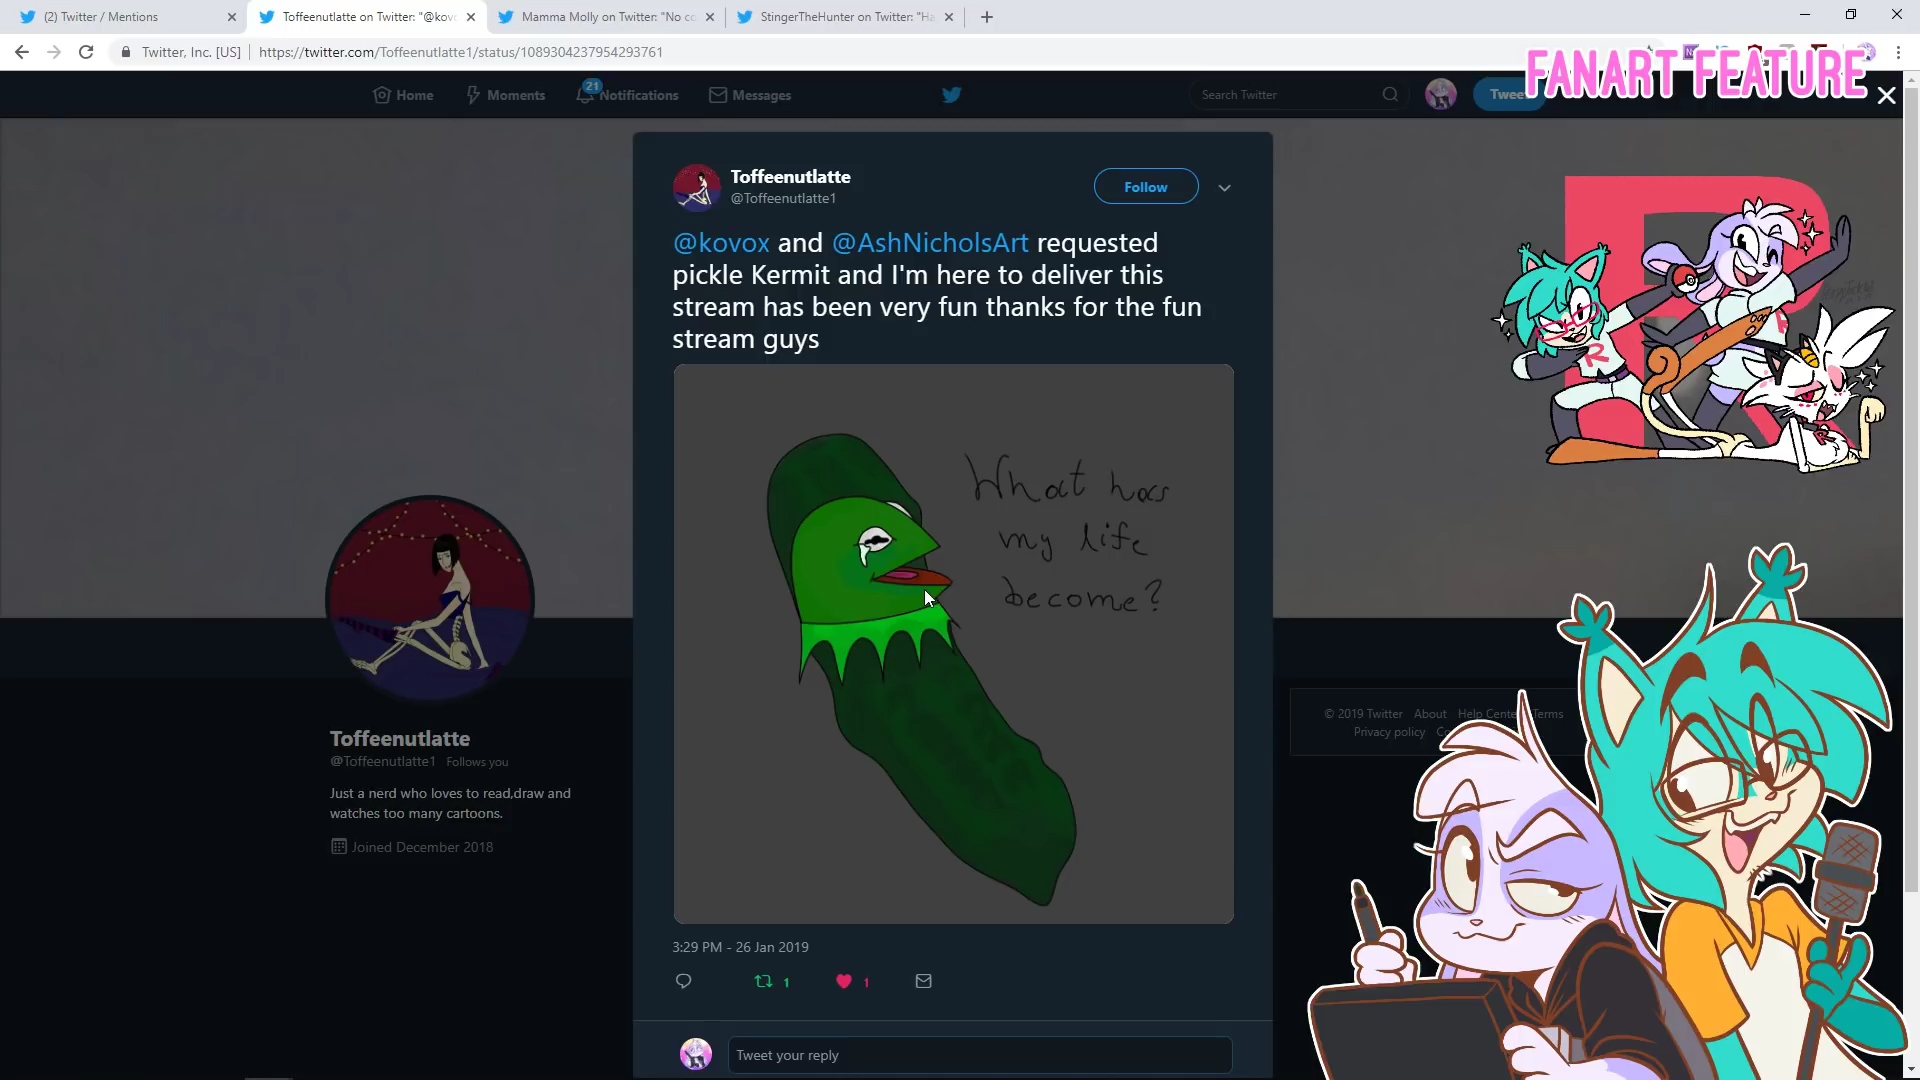 (2) Twitter / Mentions
Toffeenutlatte on Twitter: "@kovo
Mamma Molly on Twitter: "No co
StingerTheHunter on Twitter: "Ha
Twitter, Inc. [US]
https://twitter.com/Toffeenutlatte1/status/1089304237954293761
FANART FEATURE
Home
Moments
21
Notifications
Messages
Search Twitter
Tweet
Toffeenutlatte
@Toffeenutlatte1
Follow
@kovox and @AshNicholsArt requested
pickle Kermit and I'm here to deliver this
stream has been very fun thanks for the fun
stream guys
What has
my life
become?
R
R
Toffeenutlatte
@Toffeenutlatte1 Follows you
Just a nerd who loves to read,draw and
watches too many cartoons.
Joined December 2018
© 2019 Twitter About Help Cente Terms
Privacy policy
3:29 PM - 26 Jan 2019
1
1
Tweet your reply